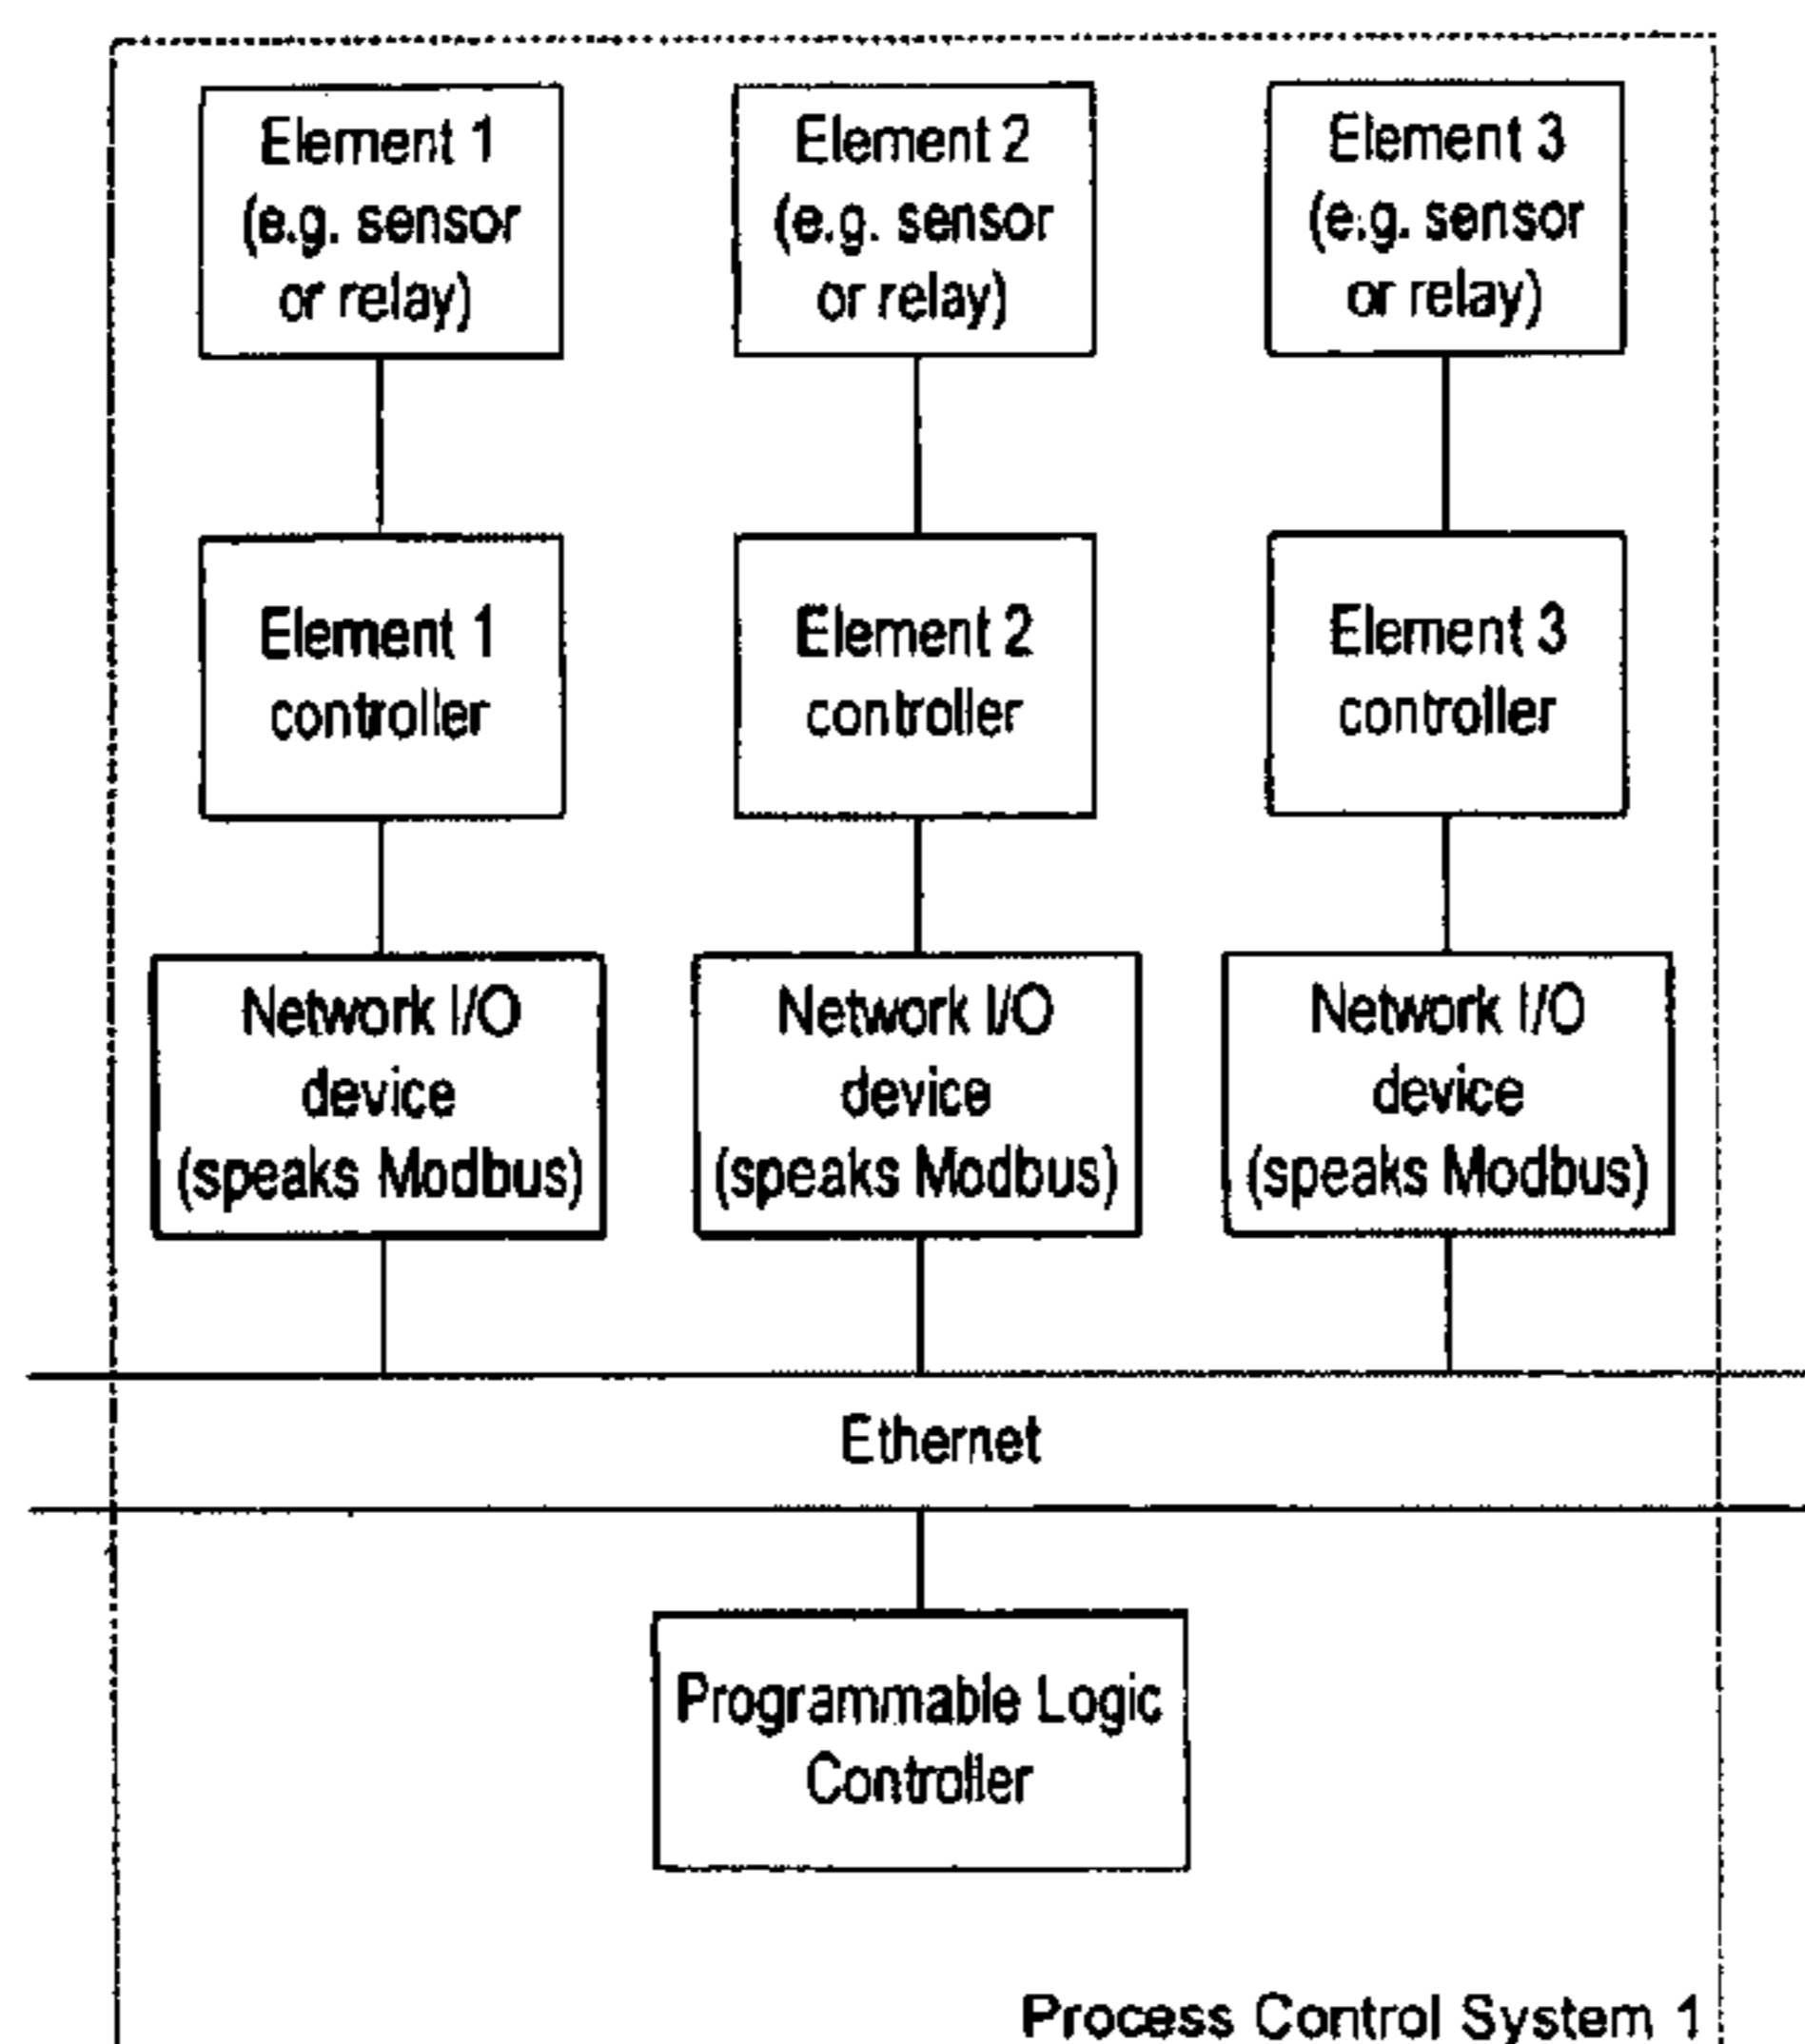 Element 1
(e.g. sensor
or relay)
Element 2
(e.g. sensor
or relay)
Element 3
(e.g. sensor
or relay)
Element 1
controller
Element 2
controller
Element 3
controller
Network I/O
device
(speaks Modbus)
Network I/O
device
(speaks Modbus)
Network I/O
device
(speaks Modbus)
Ethernet
Programmable Logic
Controller
Process Control System 1